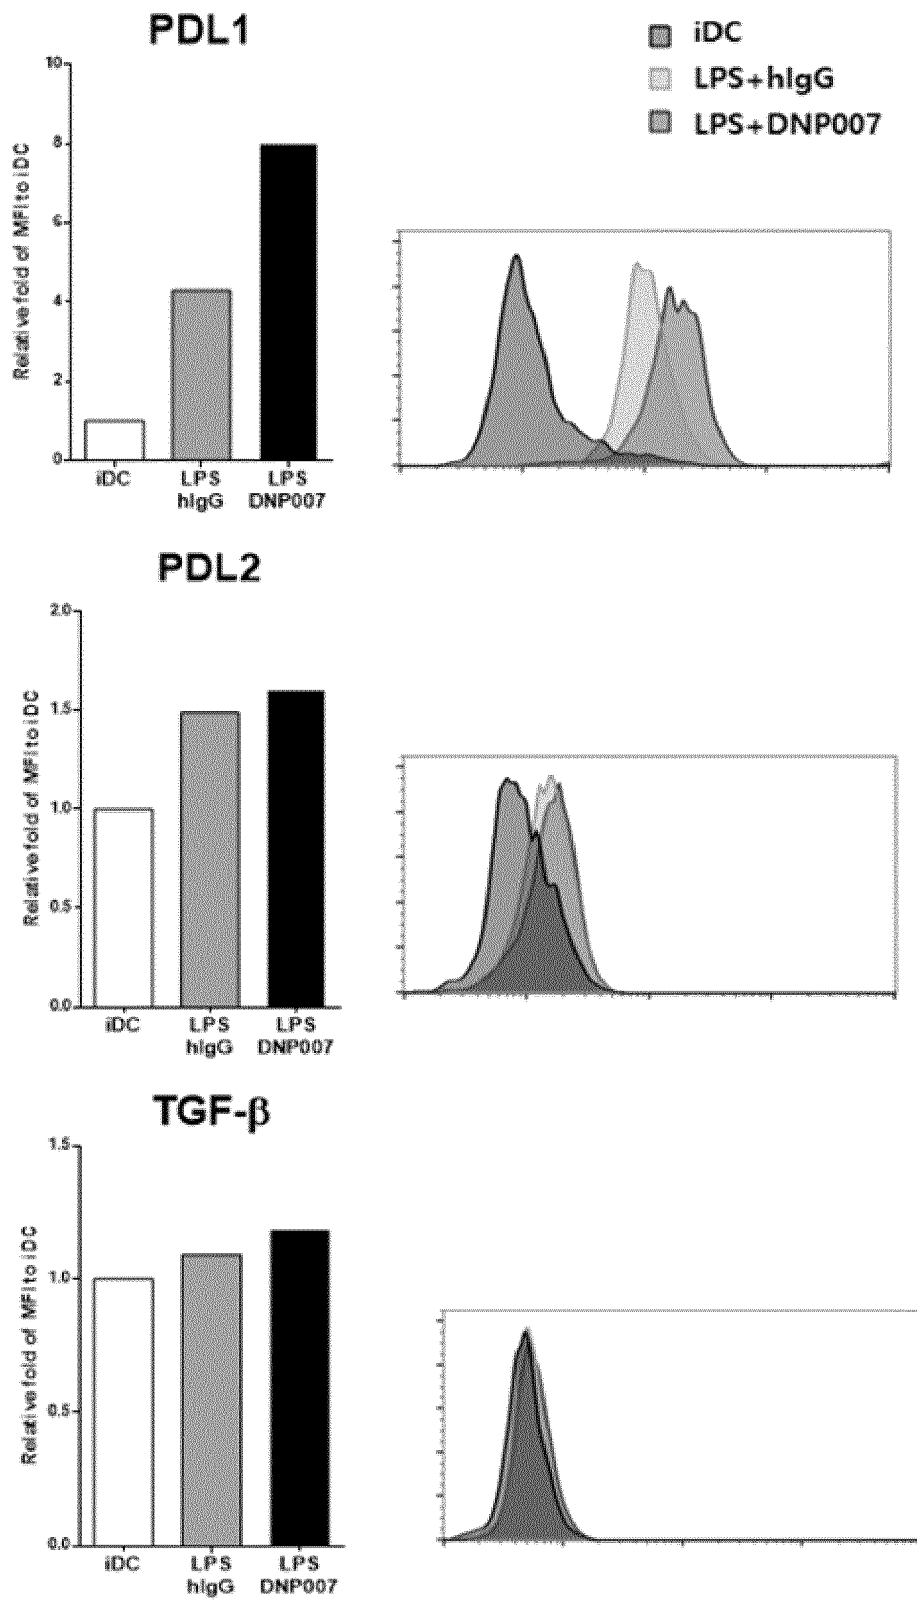 PDL1
iDC
LPS+hIgG
LPS+DNP007
Relative fold of MFI to iDC
10
8
6
4
2
0
iDC
LPS
hIgG
LPS
DNP007
PDL2
Relative fold of MFI to iDC
2.0
1.5
1.0
0.5
0.0
iDC
LPS
hIgG
LPS
DNP007
TGF-β
Relative fold of MFI to iDC
1.5
1.0
0.5
0.0
iDC
LPS
hIgG
LPS
DNP007